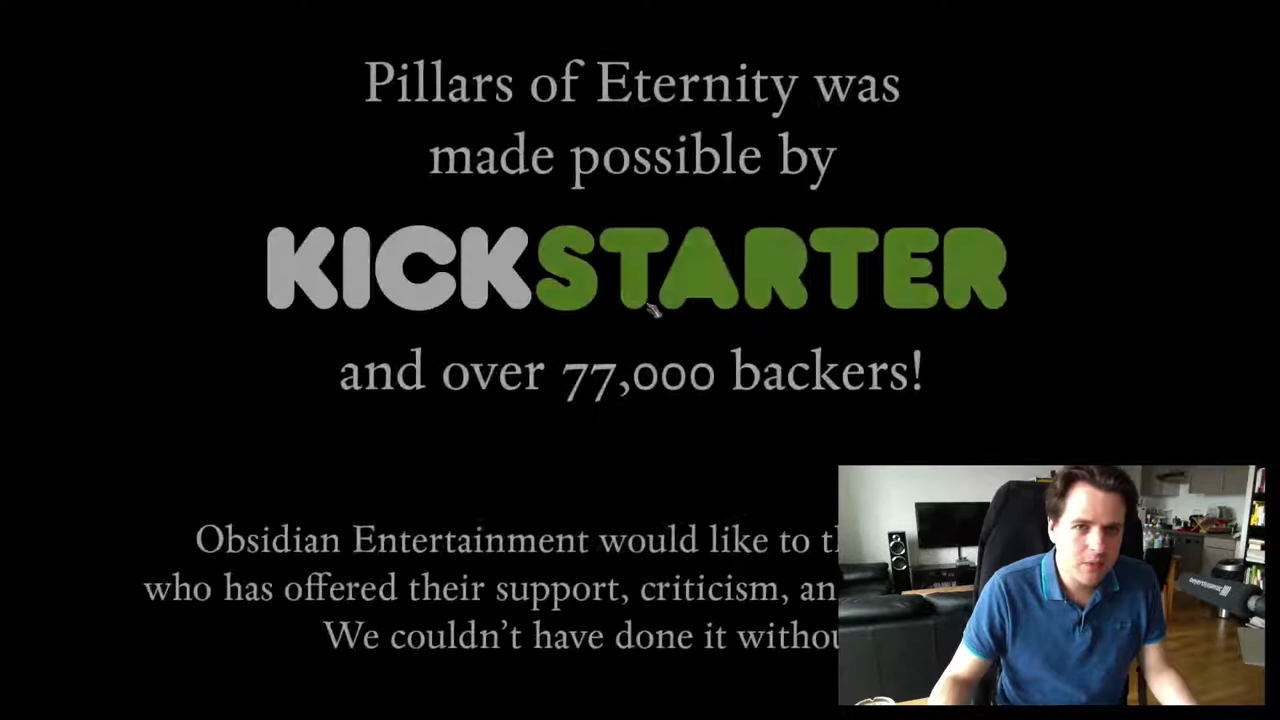 Pillars of Eternity was
made possible by
KICKSTARTER
and over 77,000 backers!
Obsidian Entertainment would like to
who has offered their support, criticism,
We couldn't have done it
beyerdynamic